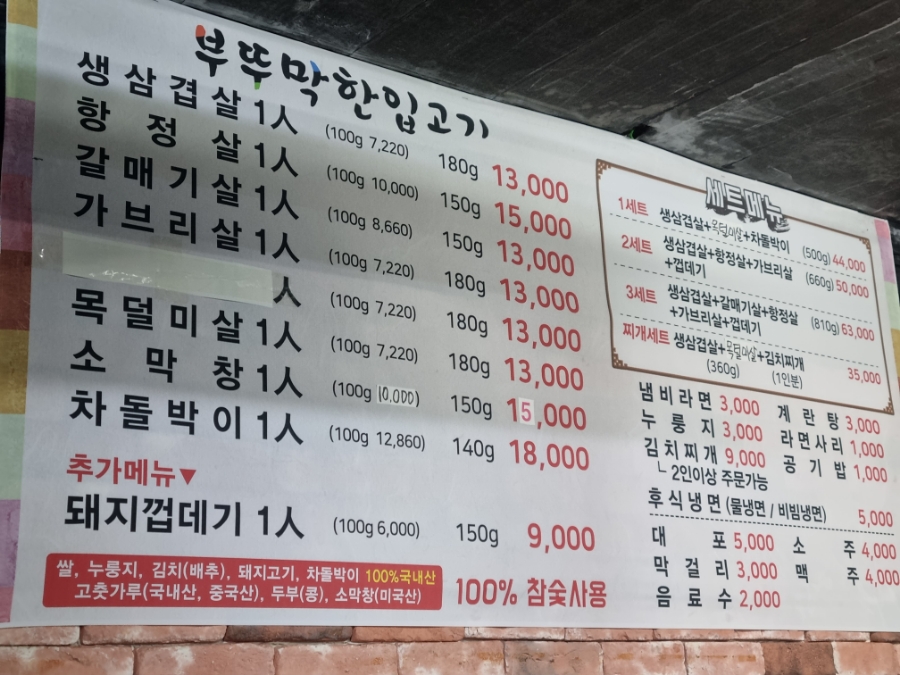 부뚜막한입고기
생삼겹살 1人 (100g 7,220) 180g 13,000
항정살 1人 (100g 10,000) 150g 15,000
갈매기살 1人 (100g 8,660) 150g 13,000
가브리살 1人 (100g 7,220) 180g 13,000
人 (100g 7,220) 180g 13,000
목덜미살 1人 (100g 7,220) 180g 13,000
소막창 1人 (100g 10,000) 150g 15,000
차돌박이 1人 (100g 12,860) 140g 18,000
추가메뉴▼
돼지껍데기 1人 (100g 6,000) 150g 9,000
쌀, 누룽지, 김치(배추), 돼지고기, 차돌박이 100%국내산
고춧가루(국내산, 중국산), 두부(콩), 소막창(미국산)
100% 참숯사용
세트메뉴
1세트 생삼겹살+목덜미살+차돌박이 (500g) 44,000
2세트 생삼겹살+항정살+가브리살
+껍데기 (660g) 50,000
3세트 생삼겹살+갈매기살+항정살
+가브리살+껍데기 (810g) 63,000
찌개세트 생삼겹살+목덜미살+김치찌개
(360g) (1인분) 35,000
냄비라면 3,000 계란탕 3,000
누룽지 3,000 라면사리 1,000
김치찌개 9,000 공기밥 1,000
ㄴ2인이상 주문가능
후식냉면 (물냉면 / 비빔냉면) 5,000
대포 5,000 소주 4,000
막걸리 3,000 맥주 4,000
음료수 2,000